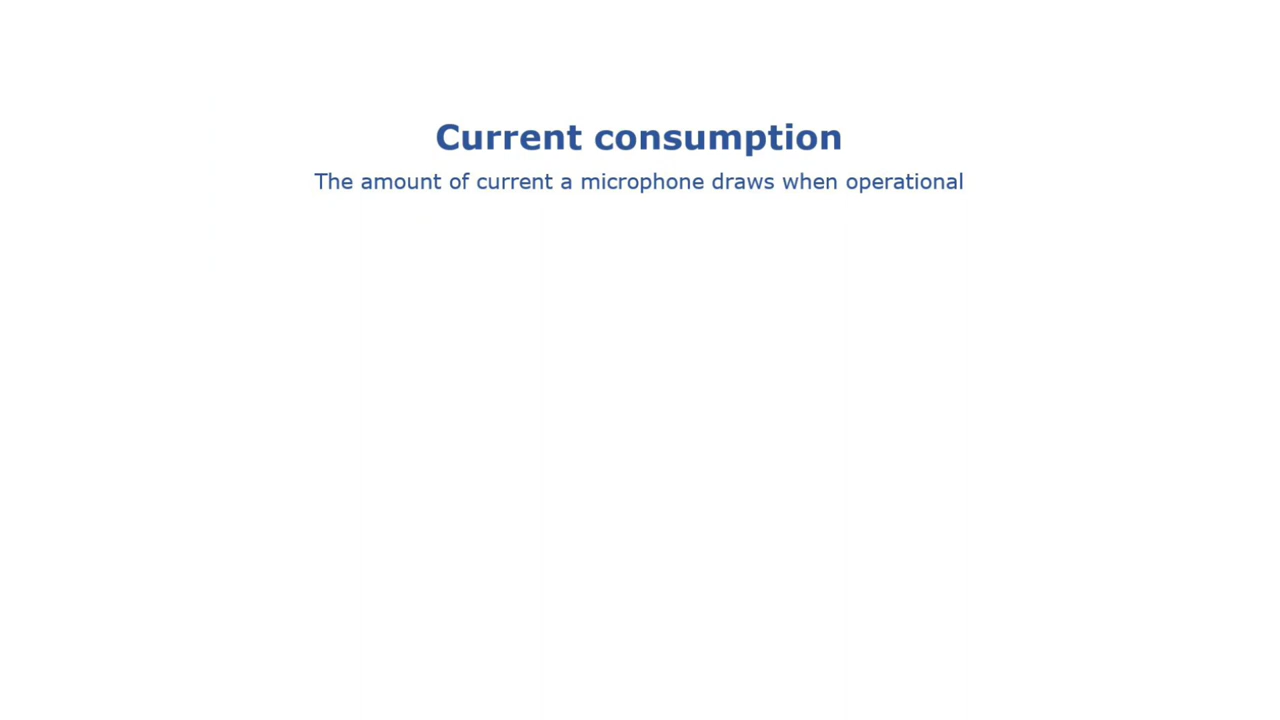 Current consumption
The amount of current a microphone draws when operational